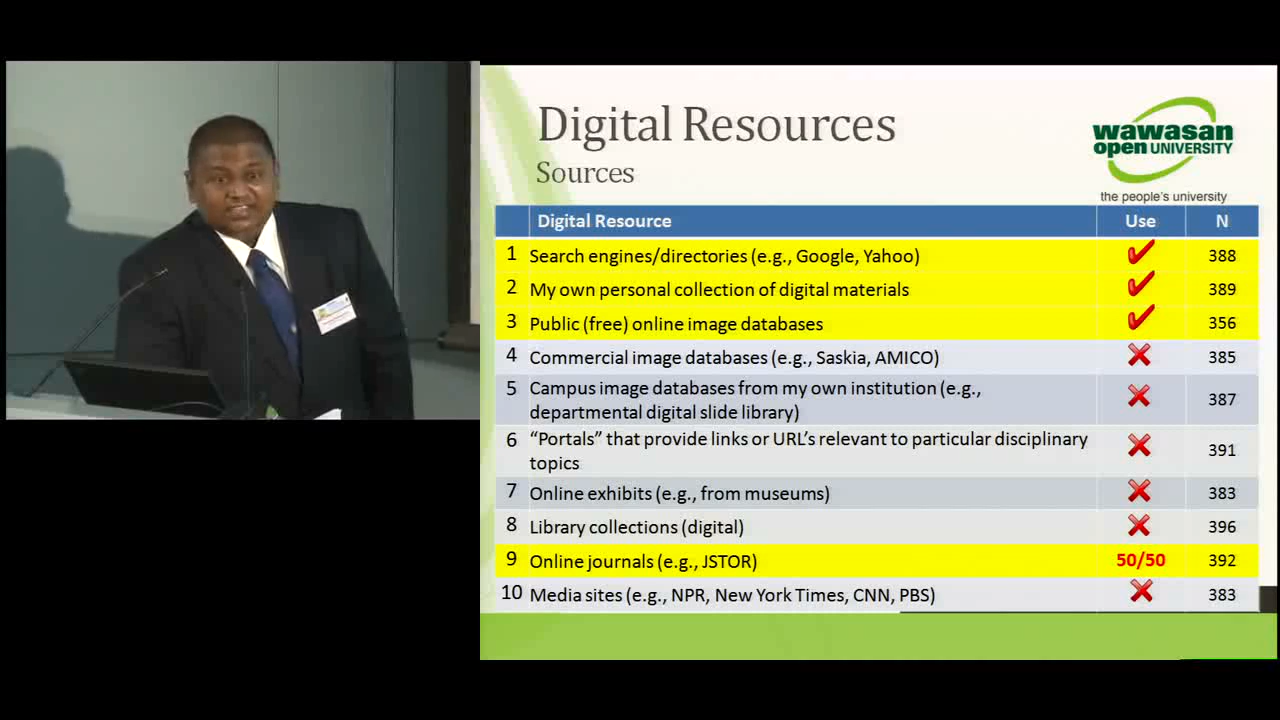 Digital Resources
Sources
wawasan
open UNIVERSITY
the people's university
Digital Resource Use N
1 Search engines/directories (e.g., Google, Yahoo) ✔ 388
2 My own personal collection of digital materials ✔ 389
3 Public (free) online image databases ✔ 356
4 Commercial image databases (e.g., Saskia, AMICO) ✖ 385
5 Campus image databases from my own institution (e.g.,
departmental digital slide library) ✖ 387
6 “Portals” that provide links or URL’s relevant to particular disciplinary
topics ✖ 391
7 Online exhibits (e.g., from museums) ✖ 383
8 Library collections (digital) ✖ 396
9 Online journals (e.g., JSTOR) 50/50 392
10 Media sites (e.g., NPR, New York Times, CNN, PBS) ✖ 383